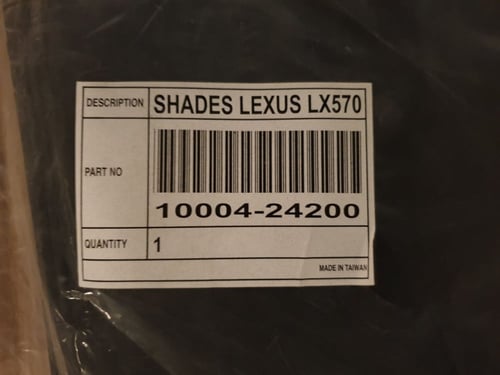 DESCRIPTION SHADES LEXUS LX570
PART NO
10004-24200
QUANTITY 1
MADE IN TAIWAN